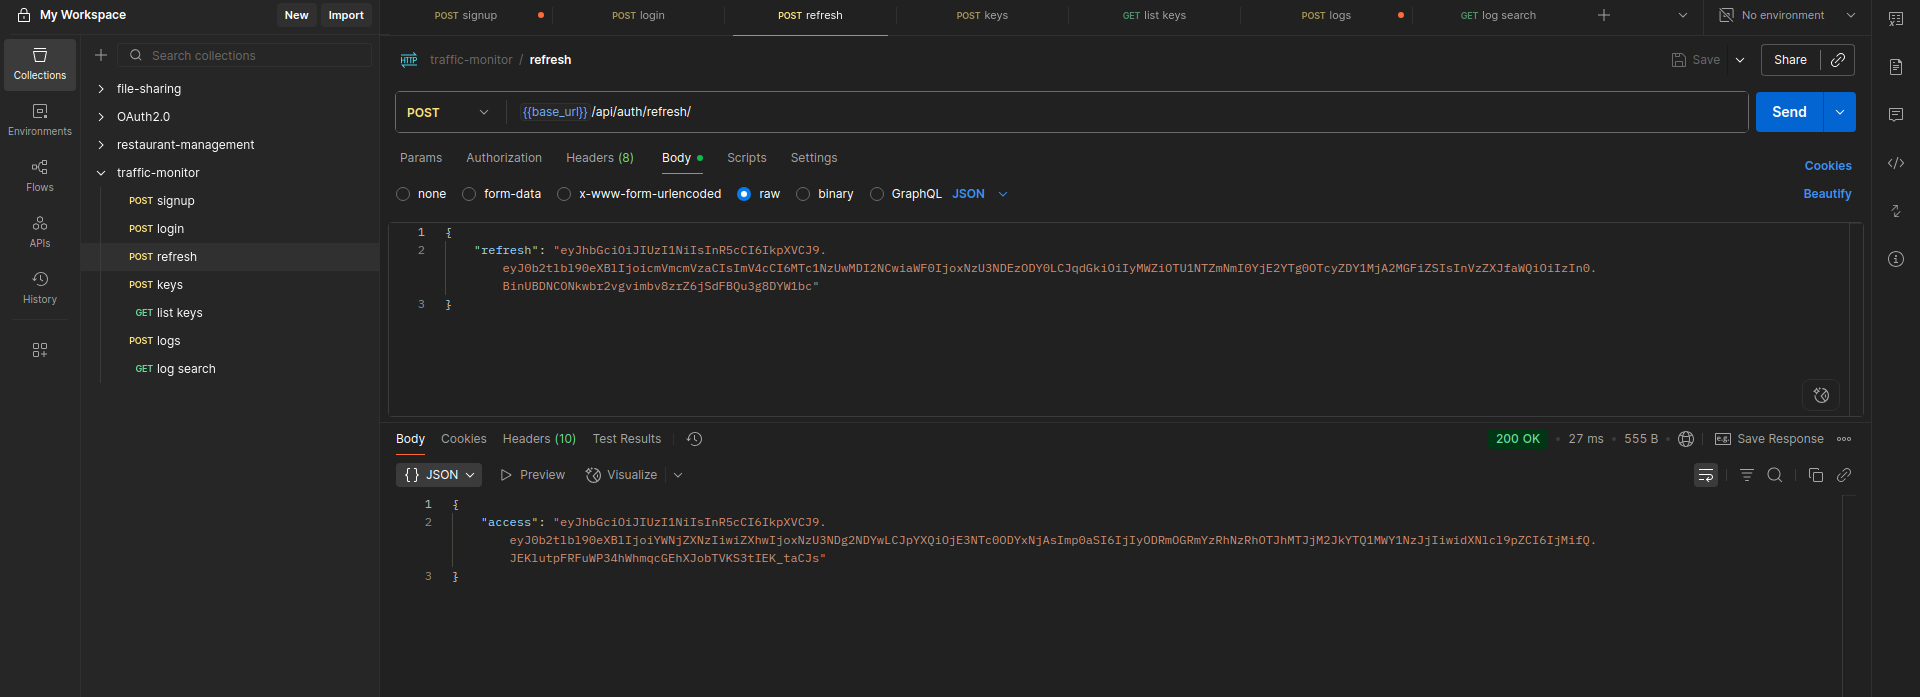 My Workspace
New
Import
POST signup
POST login
POST refresh
POST keys
GET list keys
POST logs
GET log search
No environment
Collections
Environments
Flows
APIs
History
Search collections
file-sharing
OAuth2.0
restaurant-management
traffic-monitor
POST signup
POST login
POST refresh
POST keys
GET list keys
POST logs
GET log search
HTTP traffic-monitor / refresh
Save
Share
POST {{base_url}} /api/auth/refresh/
Send
Params Authorization Headers (8) Body Scripts Settings
Cookies
none form-data x-www-form-urlencoded raw binary GraphQL JSON
Beautify
1 {
2 "refresh": "eyJhbGciOiJIUzI1NiIsInR5cCI6IkpXVCJ9.
eyJ0b2tlbl90eXBlIjoicmVmcmVzaCIsImV4cCI6MTc1NzUwMDI2NCwiaWF0IjoxNzU3NDEzODY0LCJqdGkiOiIyMWZiOTU1NTZmNmI0YjE2YTg0OTcyZDY1MjA2MGFiZSIsInVzZXJfaWQiOiIzIn0.
BinUBDNCONkwbr2vgvimbv8zrZ6jSdFBQu3g8DYW1bc"
3 }
Body Cookies Headers (10) Test Results
200 OK • 27 ms • 555 B
e.g. Save Response
{} JSON
Preview
Visualize
1 {
2 "access": "eyJhbGciOiJIUzI1NiIsInR5cCI6IkpXVCJ9.
eyJ0b2tlbl90eXBlIjoiYWNjZXNzIiwiZXhwIjoxNzU3NDg2NDYwLCJpYXQiOjE3NTc0ODYxNjAsImp0aSI6IjIyODRmOGRmYzRhNzRhOTJhMTJjM2JkYTQ1MWY1NzJjIiwidXNlcl9pZCI6IjMifQ.
JEKlutpFRFuWP34hWhmqcGEhXJobTVKS3tIEK_taCJs"
3 }